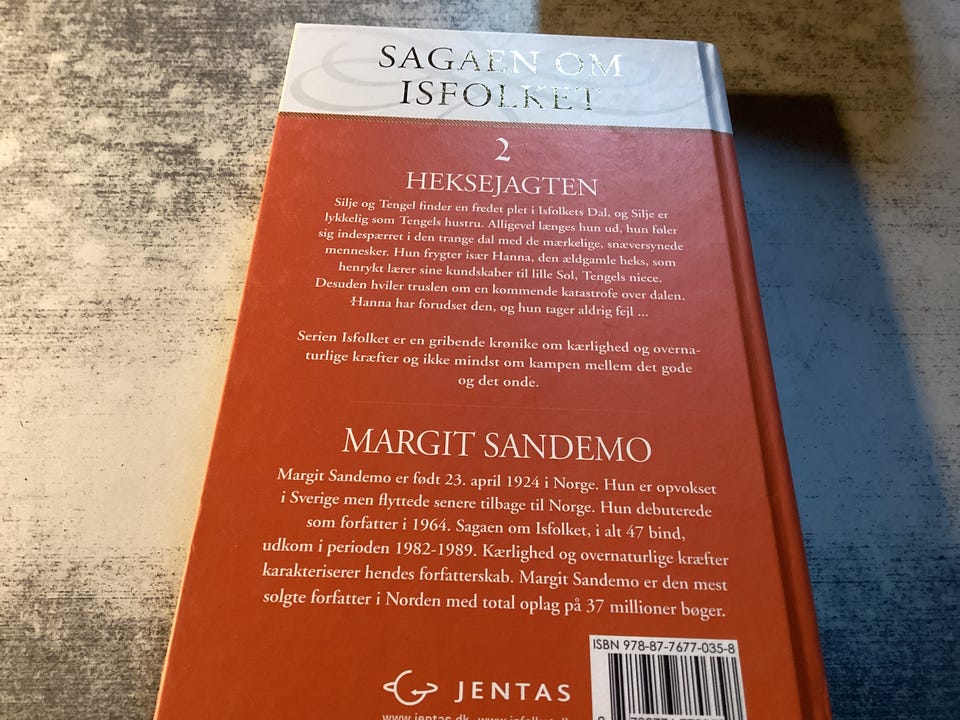 SAGAEN OM
ISFOLKET
2
HEKSEJAGTEN
Silje og Tengel finder en fredet plet i Isfolkets Dal, og Silje er
lykkelig som Tengels hustru. Alligevel længes hun ud, hun føler
sig indespærret i den trange dal med de mærkelige, snæversynede
mennesker. Hun frygter især Hanna, den ældgamle heks, som
henrykt lærer sine kundskaber til lille Sol, Tengels niece.
Desuden hviler truslen om en kommende katastrofe over dalen.
Hanna har forudset den, og hun tager aldrig fejl ...
Serien Isfolket er en gribende krønike om kærlighed og overna-
turlige kræfter og ikke mindst om kampen mellem det gode
og det onde.
MARGIT SANDEMO
Margit Sandemo er født 23. april 1924 i Norge. Hun er opvokset
i Sverige men flyttede senere tilbage til Norge. Hun debuterede
som forfatter i 1964. Sagaen om Isfolket, i alt 47 bind,
udkom i perioden 1982-1989. Kærlighed og overnaturlige kræfter
karakteriserer hendes forfatterskab. Margit Sandemo er den mest
solgte forfatter i Norden med total oplag på 37 millioner bøger.
ISBN 978-87-7677-035-8
JENTAS